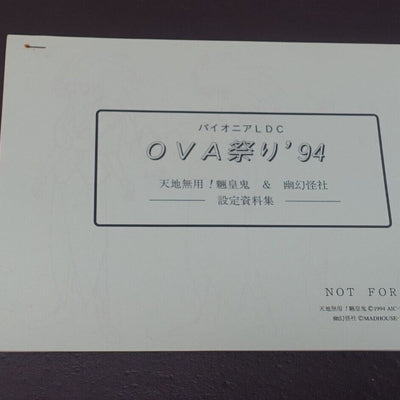 パイオニアLDC
OVA祭り'94
天地無用!魎皇鬼 & 幽幻怪社
設定資料集
NOT FOR
天地無用!魎皇鬼 ©1994 AIC・
幽幻怪社 ©MADHOUSE・